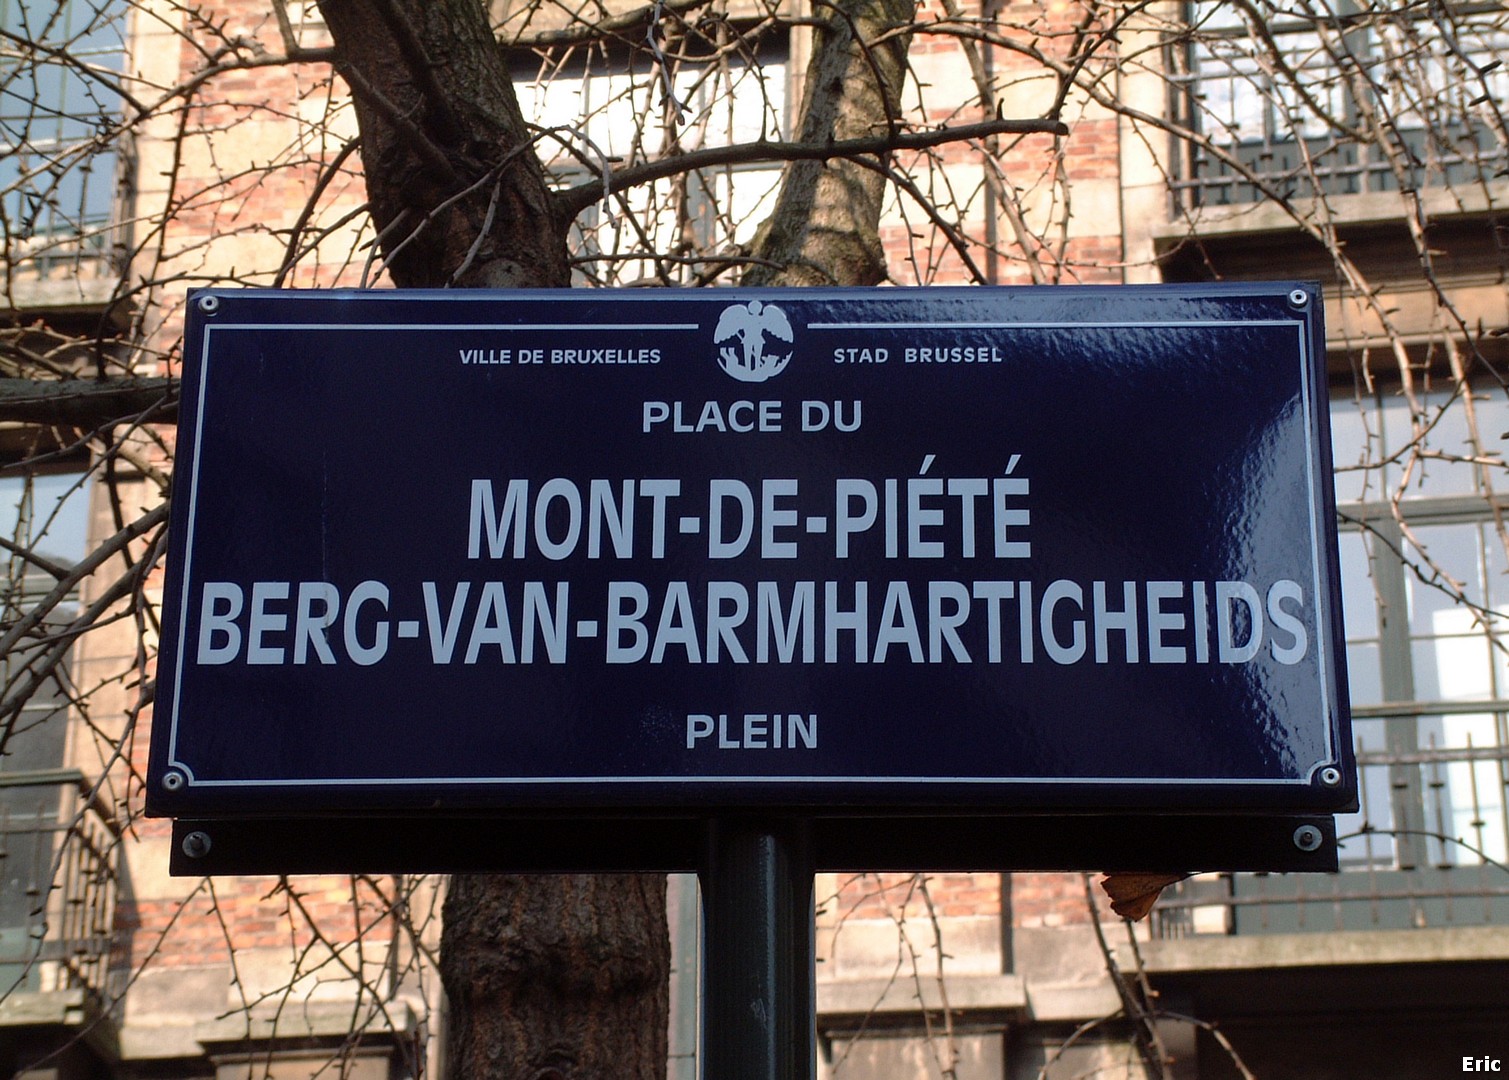 VILLE DE BRUXELLES STAD BRUSSEL
PLACE DU
MONT-DE-PIÉTÉ
BERG-VAN-BARMHARTIGHEIDS
PLEIN
Eric